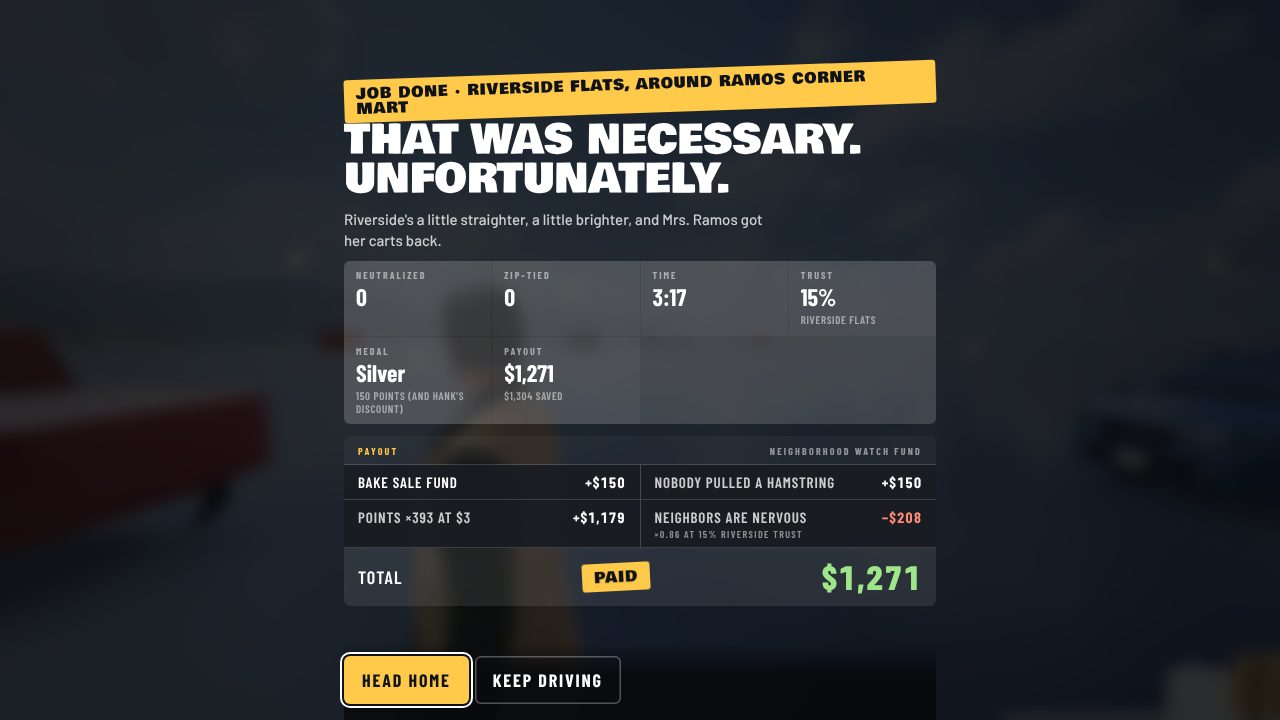 JOB DONE · RIVERSIDE FLATS, AROUND RAMOS CORNER
MART
THAT WAS NECESSARY.
UNFORTUNATELY.
Riverside's a little straighter, a little brighter, and Mrs. Ramos got
her carts back.
NEUTRALIZED
0
ZIP-TIED
0
TIME
3:17
TRUST
15%
RIVERSIDE FLATS
MEDAL
Silver
150 POINTS (AND HANK'S
DISCOUNT)
PAYOUT
$1,271
$1,304 SAVED
PAYOUT
NEIGHBORHOOD WATCH FUND
BAKE SALE FUND +$150
NOBODY PULLED A HAMSTRING +$150
POINTS ×393 AT $3 +$1,179
NEIGHBORS ARE NERVOUS −$208
×0.86 AT 15% RIVERSIDE TRUST
TOTAL PAID $1,271
HEAD HOME
KEEP DRIVING